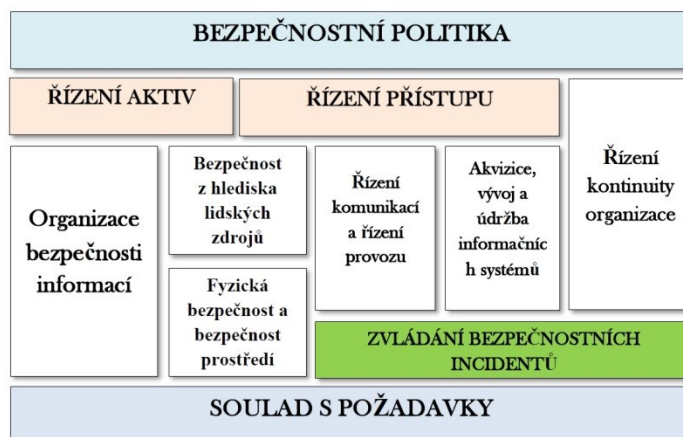 BEZPEČNOSTNÍ POLITIKA
ŘÍZENÍ AKTIV
ŘÍZENÍ PŘÍSTUPU
Řízení
kontinuity
organizace
Organizace
bezpečnosti
informací
Bezpečnost
z hlediska
lidských
zdrojů
Fyzická
bezpečnost a
bezpečnost
prostředí
Řízení
komunikací
a řízení
provozu
Akvizice,
vývoj a
údržba
informačníc
h systémů
ZVLÁDÁNÍ BEZPEČNOSTNÍCH
INCIDENTŮ
SOULAD S POŽADAVKY